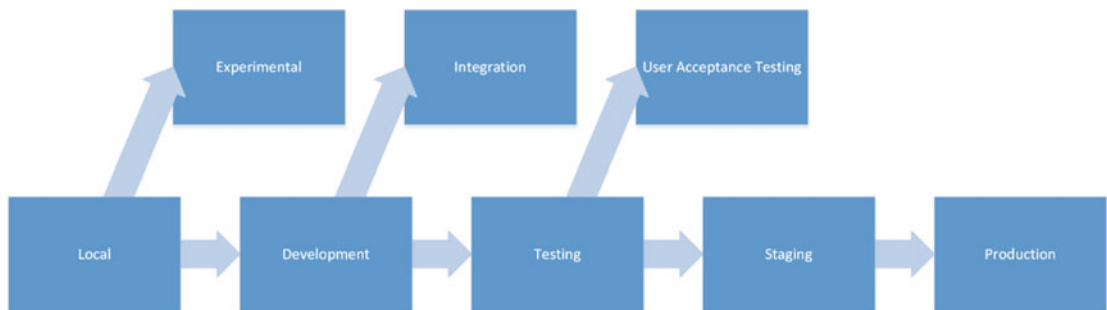 Experimental
Integration
User Acceptance Testing
Local
Development
Testing
Staging
Production